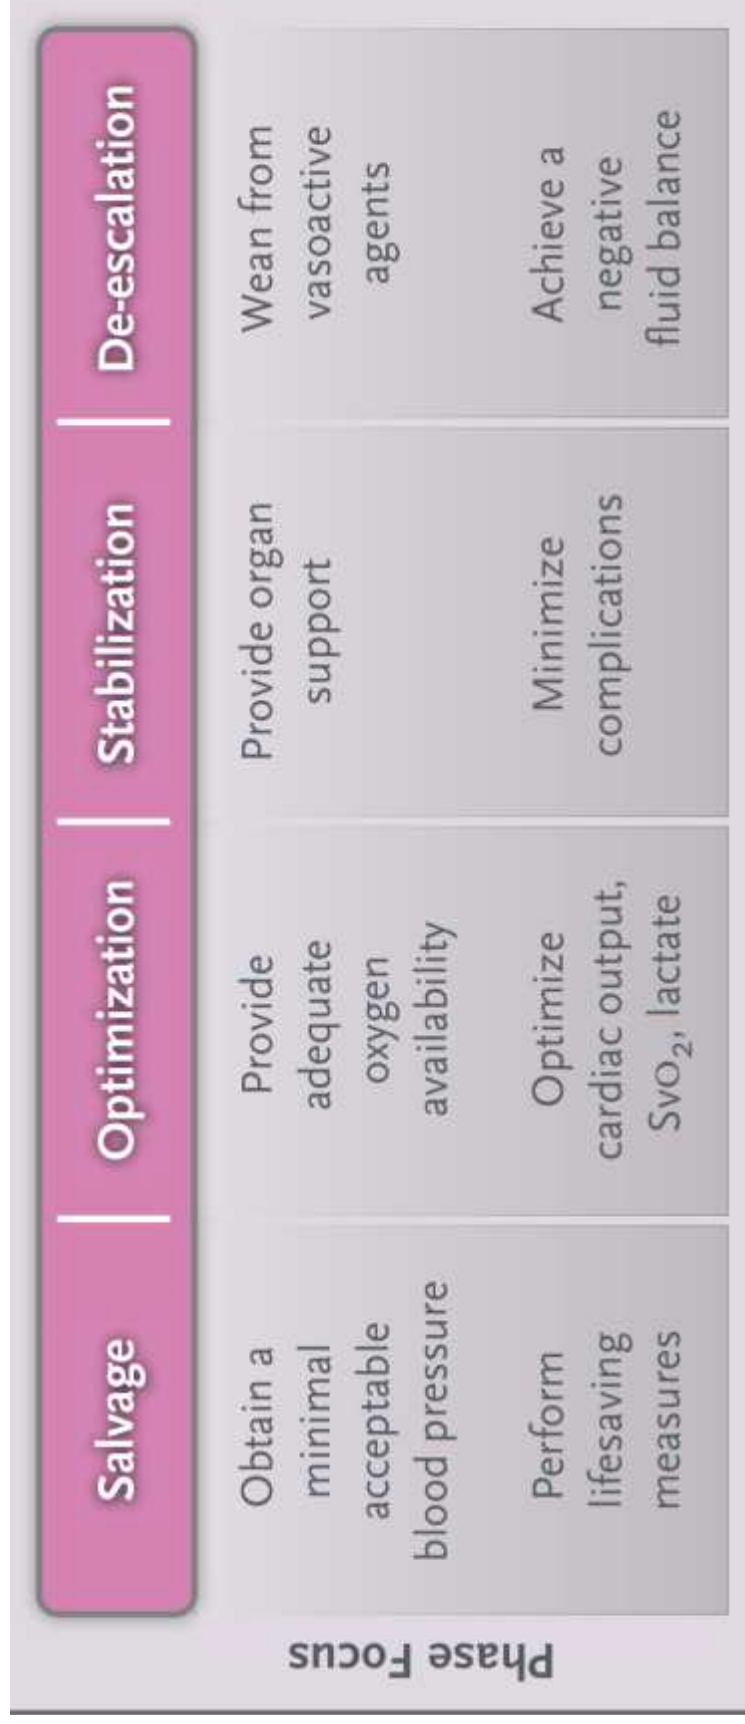 Salvage
Optimization
Stabilization
De-escalation
Phase Focus
Obtain a
minimal
acceptable
blood pressure
Perform
lifesaving
measures
Provide
adequate
oxygen
availability
Optimize
cardiac output,
SvO₂, lactate
Provide organ
support
Minimize
complications
Wean from
vasoactive
agents
Achieve a
negative
fluid balance